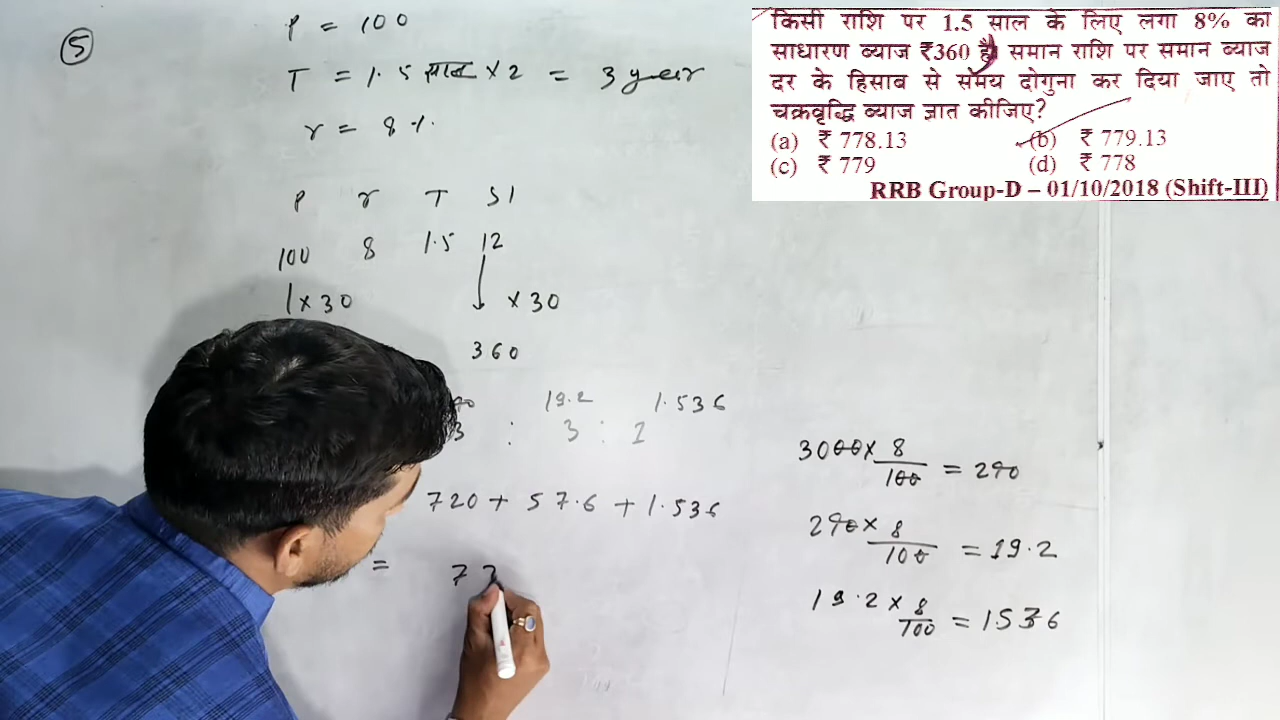 5
P = 100
T = 1.5 साल × 2 = 3 year
r = 8 %
P r T SI
100 8 1.5 12
1 × 30 × 30
360
19.2 1.536
3 : 3 : 1
720 + 57.6 + 1.536
= 77
3000 × 8/100 = 240
240 × 8/100 = 19.2
19.2 × 8/100 = 1.536
किसी राशि पर 1.5 साल के लिए लगा 8% का
साधारण ब्याज ₹360 है। समान राशि पर समान ब्याज
दर के हिसाब से समय दोगुना कर दिया जाए तो
चक्रवृद्धि ब्याज ज्ञात कीजिए?
(a) ₹ 778.13 (b) ₹ 779.13
(c) ₹ 779 (d) ₹ 778
RRB Group-D – 01/10/2018 (Shift-III)